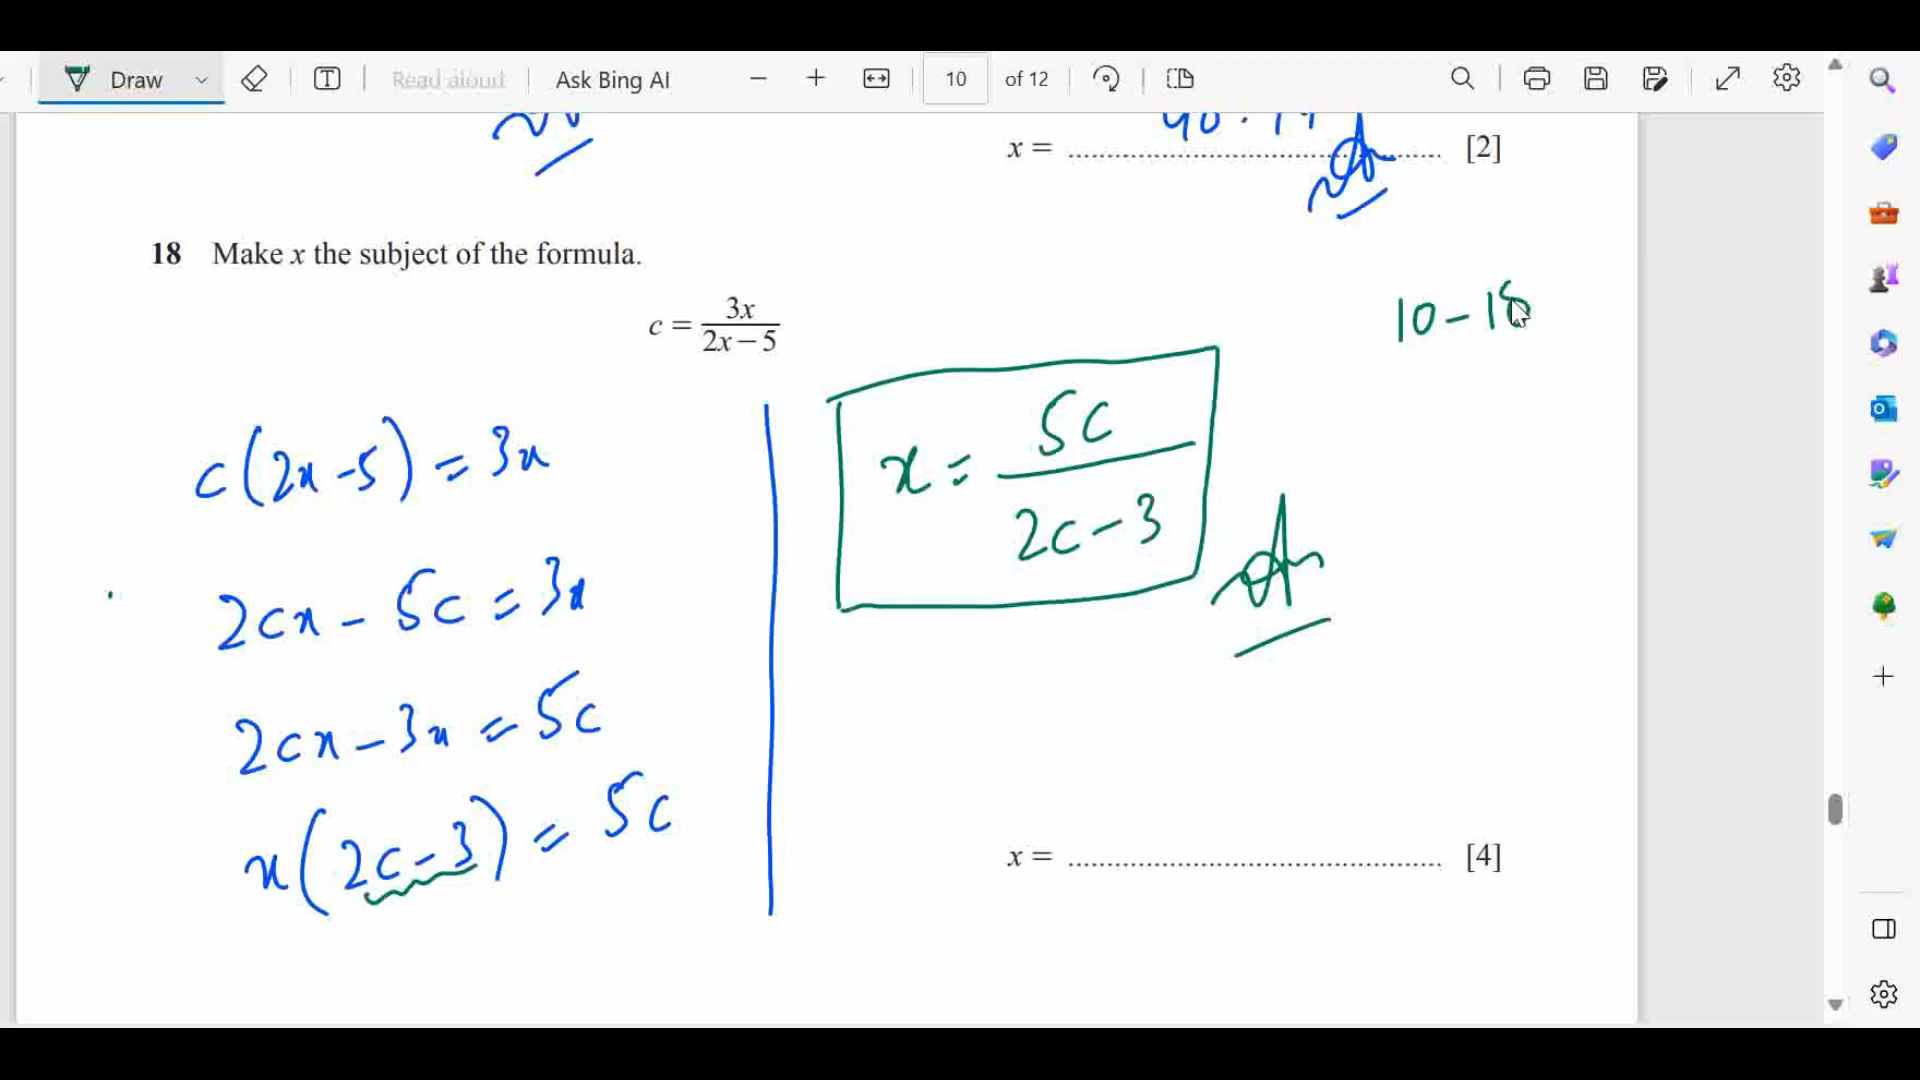 Draw
Read aloud
Ask Bing AI
10 of 12
x = [2]
18 Make x the subject of the formula.
c = 3x / 2x − 5
10 - 18
c(2x - 5) = 3x
2cx - 5c = 3x
2cx - 3x = 5c
x(2c - 3) = 5c
x = 5c / 2c - 3
x = [4]